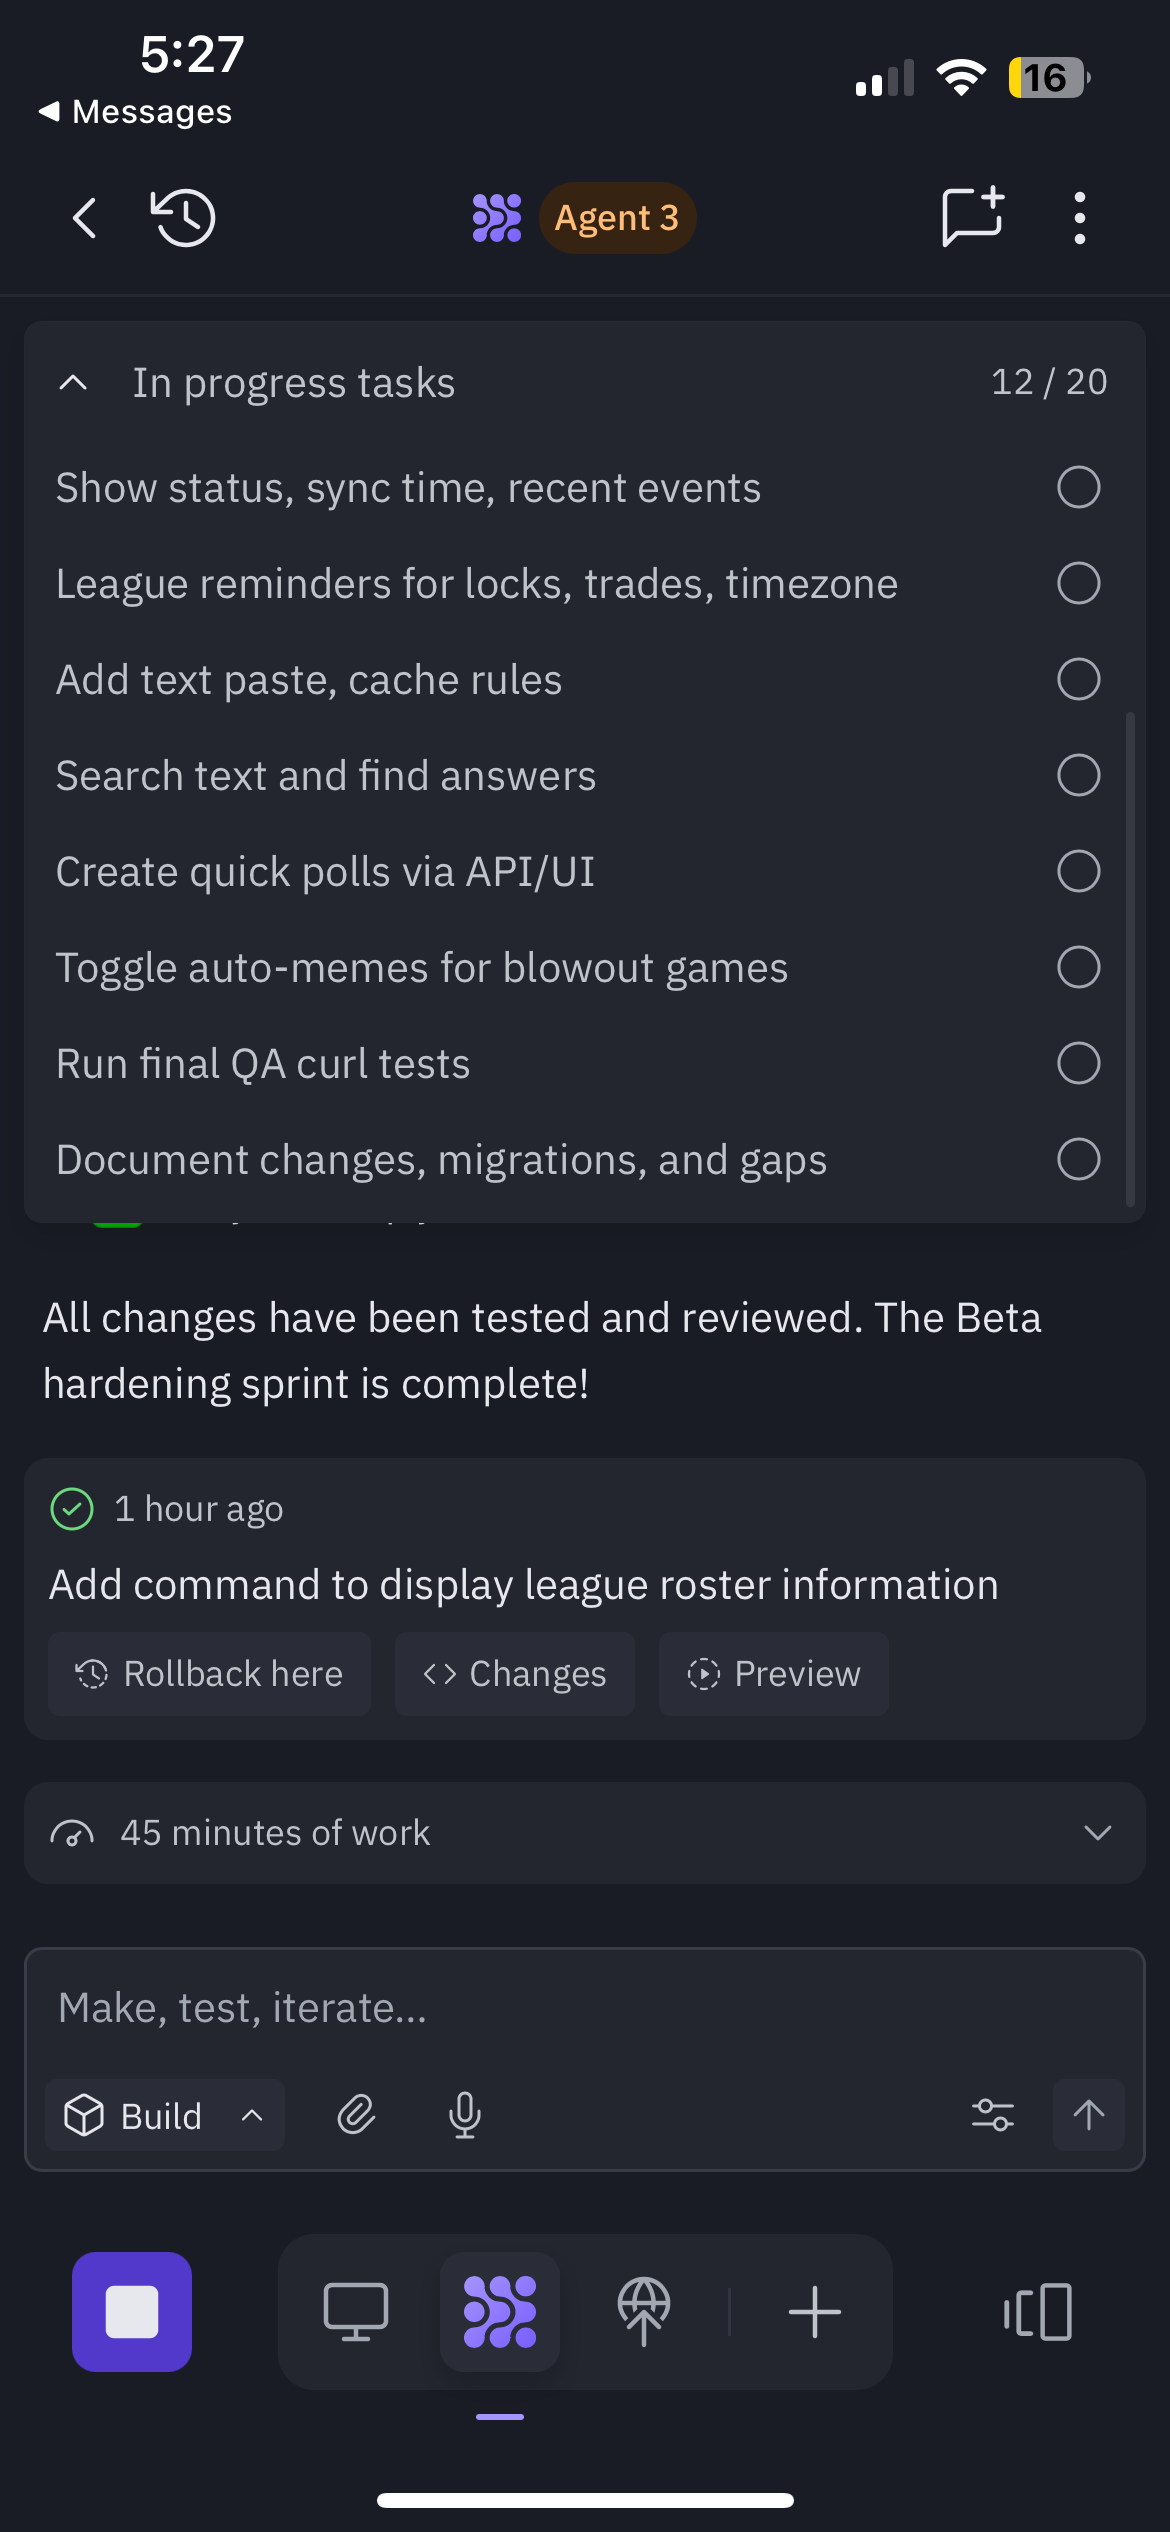 5:27
Messages
16
Agent 3
In progress tasks
12 / 20
Show status, sync time, recent events
League reminders for locks, trades, timezone
Add text paste, cache rules
Search text and find answers
Create quick polls via API/UI
Toggle auto-memes for blowout games
Run final QA curl tests
Document changes, migrations, and gaps
All changes have been tested and reviewed. The Beta
hardening sprint is complete!
1 hour ago
Add command to display league roster information
Rollback here
Changes
Preview
45 minutes of work
Make, test, iterate...
Build